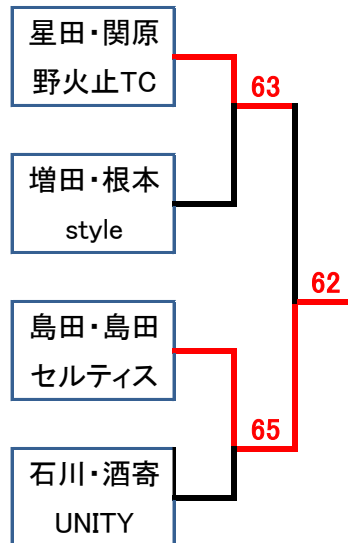 星田・関原
野火止TC
63
増田・根本
style
62
島田・島田
セルティス
65
石川・酒寄
UNITY